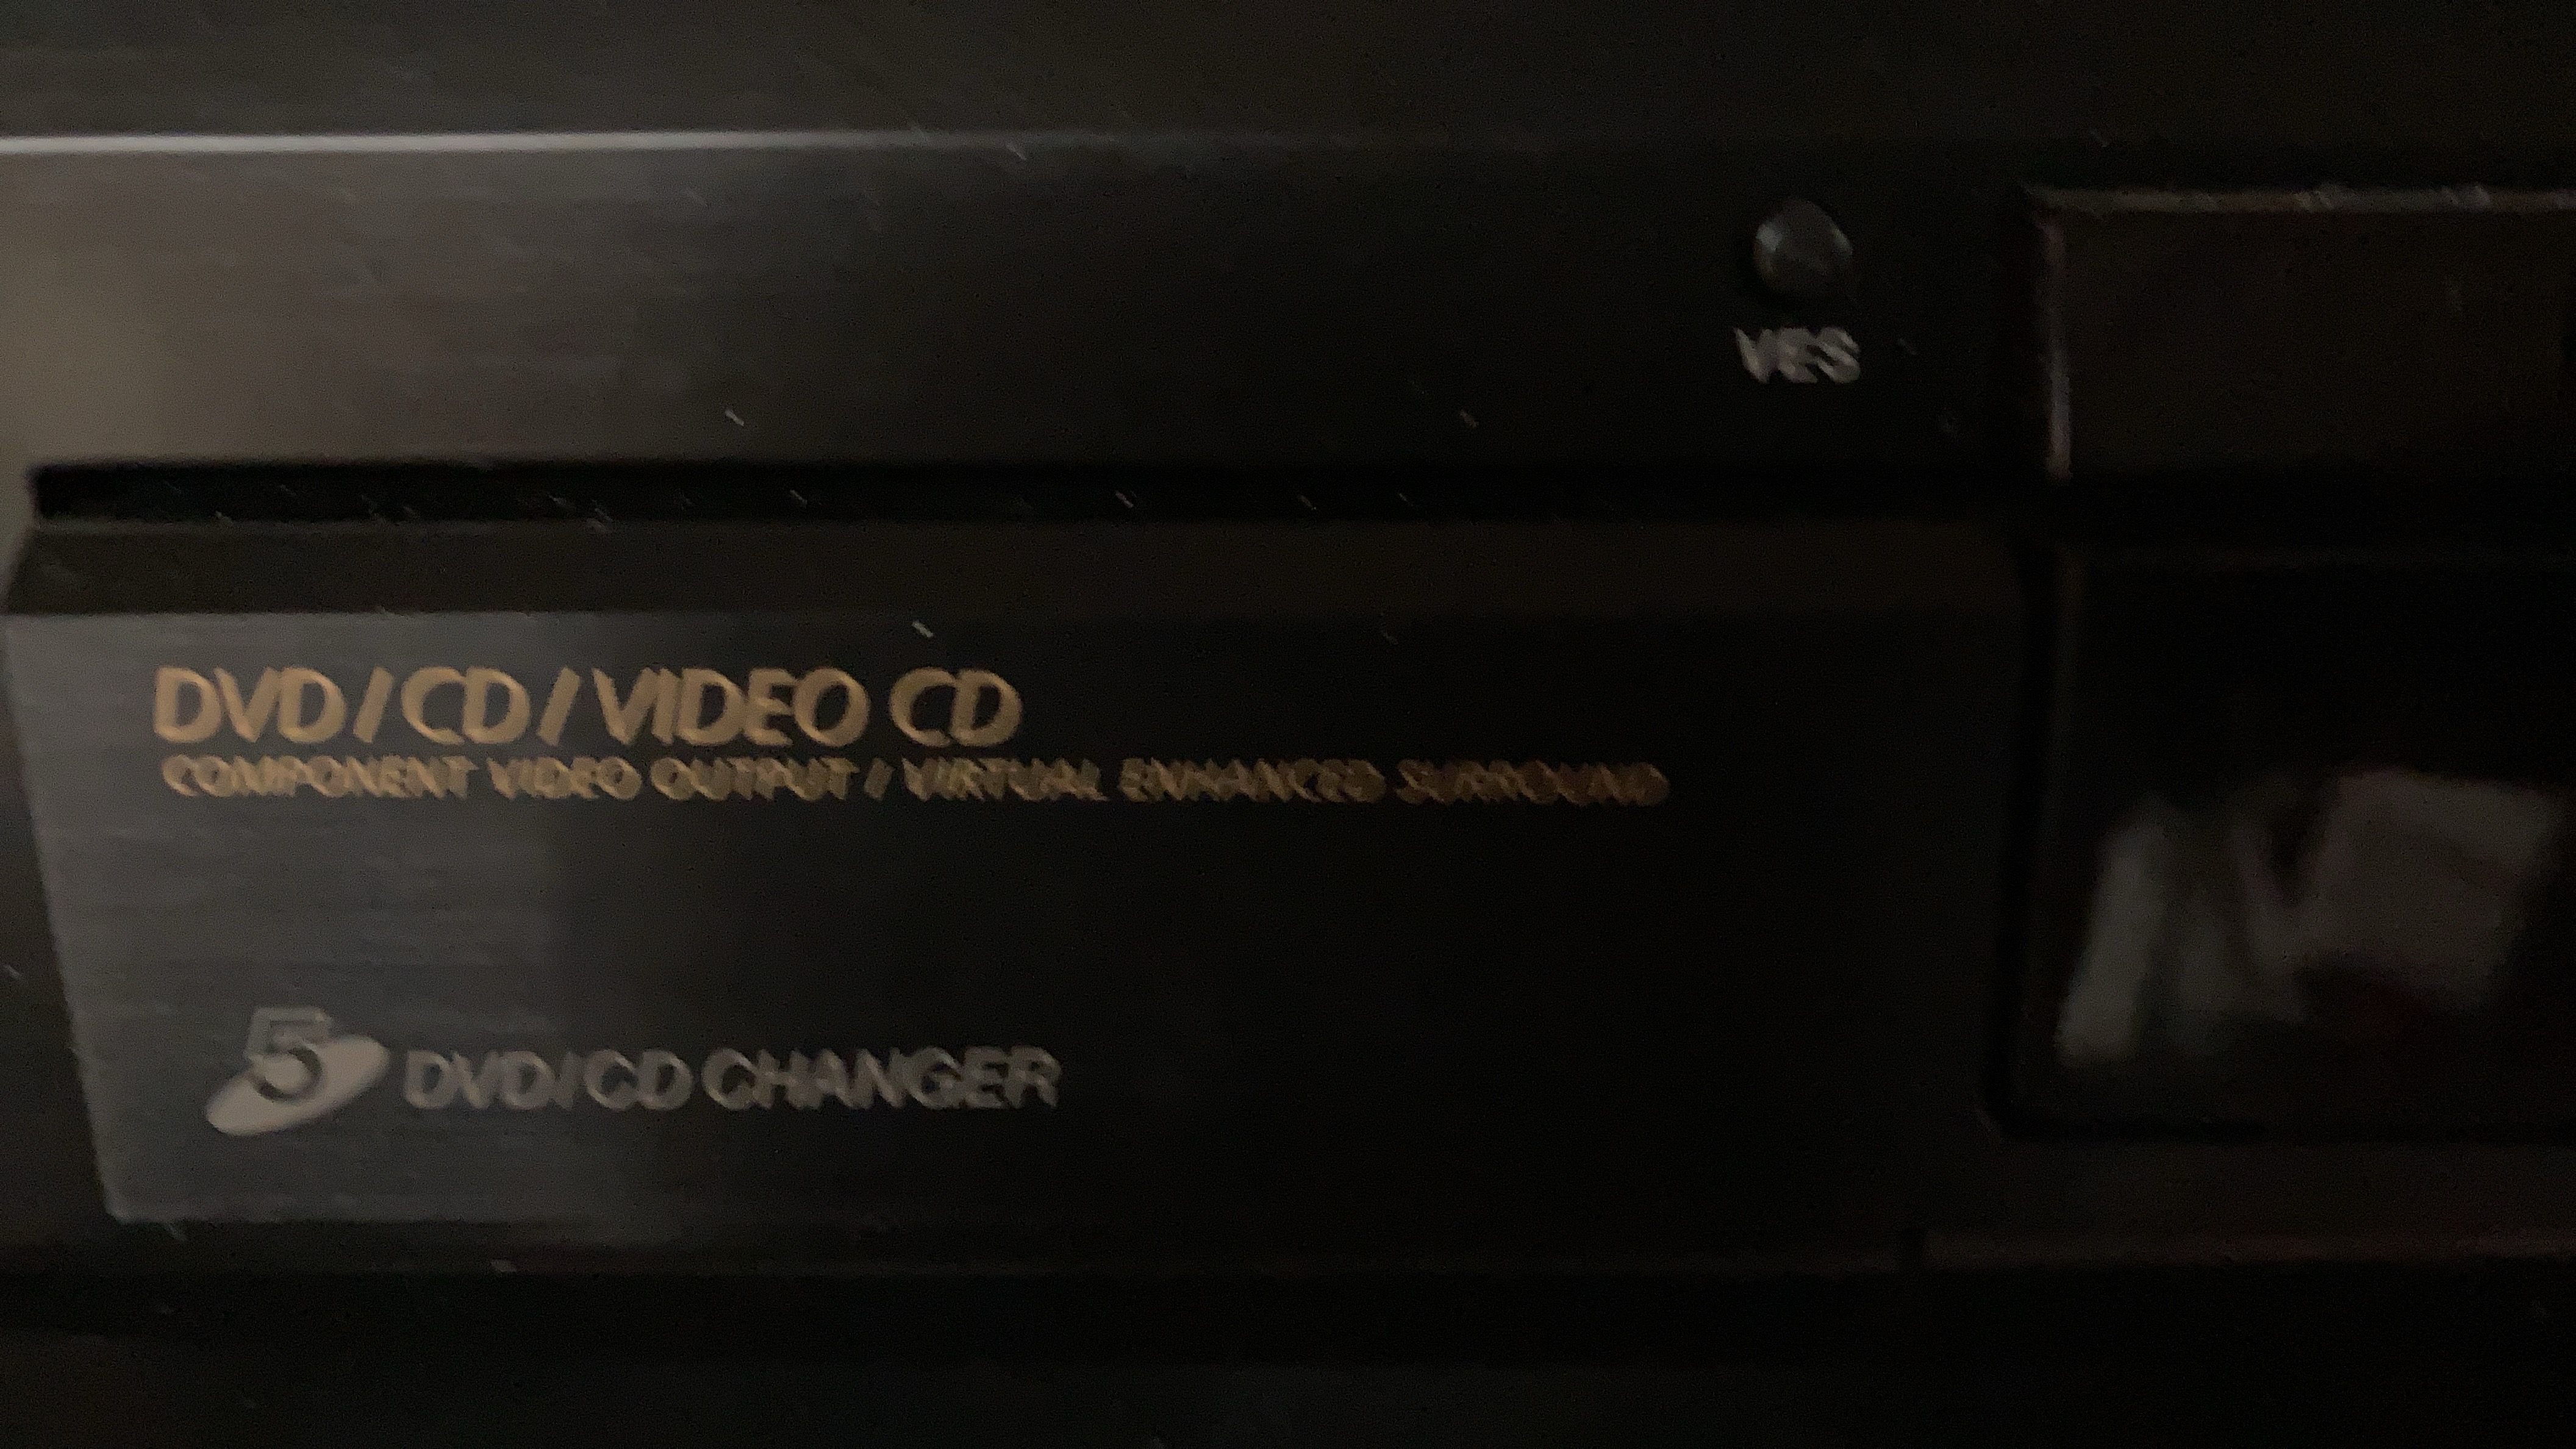 VES
DVD/CD/VIDEO CD
COMPONENT VIDEO OUTPUT / VIRTUAL ENHANCED SURROUND
5 DVD/CD CHANGER